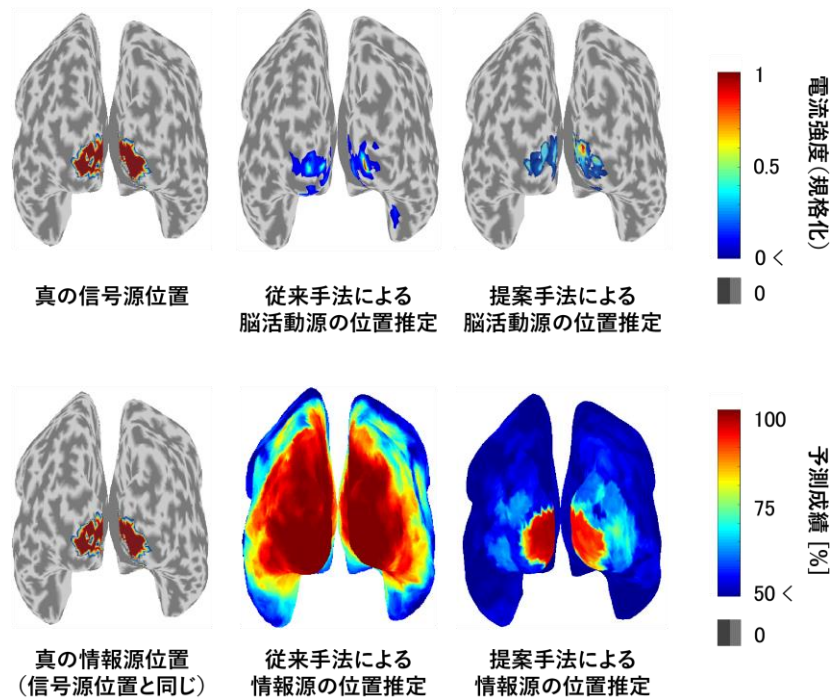 1
0.5
0 <
0
電流強度(規格化)
真の信号源位置
従来手法による
脳活動源の位置推定
提案手法による
脳活動源の位置推定
100
75
50 <
0
予測成績 [%]
真の情報源位置
(信号源位置と同じ)
従来手法による
情報源の位置推定
提案手法による
情報源の位置推定